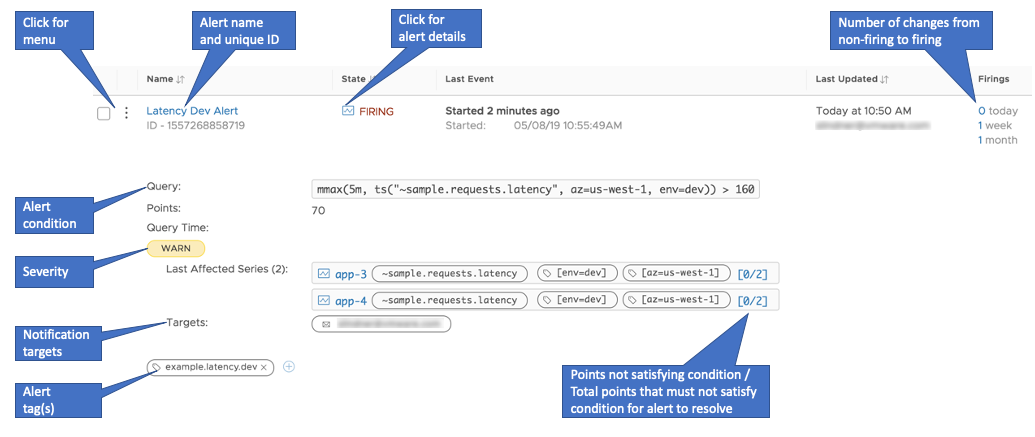 Click for
menu
Alert name
and unique ID
Click for
alert details
Number of changes from
non-firing to firing
Name
State
Last Event
Last Updated
Firings
Latency Dev Alert
FIRING
Started 2 minutes ago
Today at 10:50 AM
0 today
ID - 1557268858719
Started: 05/08/19 10:55:49AM
1 week
1 month
Alert
condition
Query:
mmax(5m, ts("~sample.requests.latency", az=us-west-1, env=dev)) > 160
Points:
70
Query Time:
Severity
WARN
Last Affected Series (2):
app-3 ~sample.requests.latency [env=dev] [az=us-west-1] [0/2]
app-4 ~sample.requests.latency [env=dev] [az=us-west-1] [0/2]
Notification
targets
Targets:
Alert
tag(s)
example.latency.dev ×
Points not satisfying condition /
Total points that must not satisfy
condition for alert to resolve